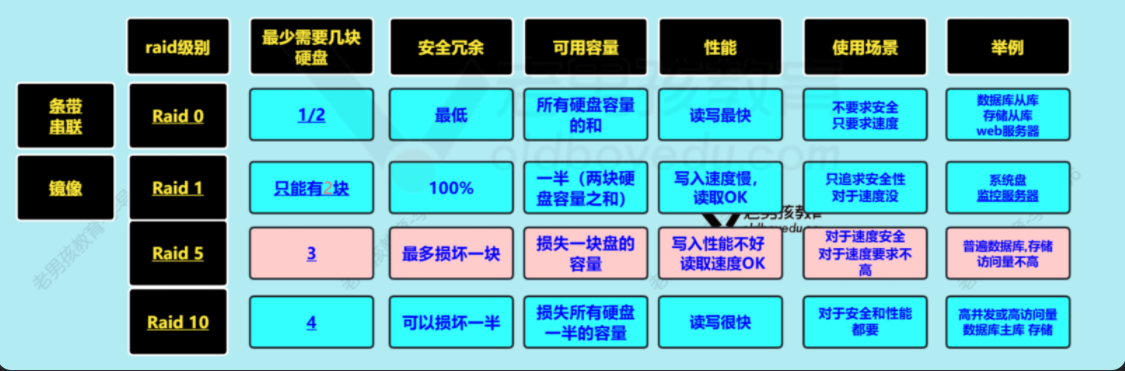 raid级别
最少需要几块
硬盘
安全冗余
可用容量
性能
使用场景
举例
条带
串联
Raid 0
1/2
最低
所有硬盘容量
的和
读写最快
不要求安全
只要求速度
数据库从库
存储从库
web服务器
镜像
Raid 1
只能有2块
100%
一半（两块硬
盘容量之和）
写入速度慢，
读取OK
只追求安全性
对于速度没
系统盘
监控服务器
Raid 5
3
最多损坏一块
损失一块盘的
容量
写入性能不好
读取速度OK
对于速度安全
对于速度要求不
高
普遍数据库,存储
访问量不高
Raid 10
4
可以损坏一半
损失所有硬盘
一半的容量
读写很快
对于安全和性能
都要
高并发或高访问量
数据库主库 存储
老男孩教育
oldboyedu.com